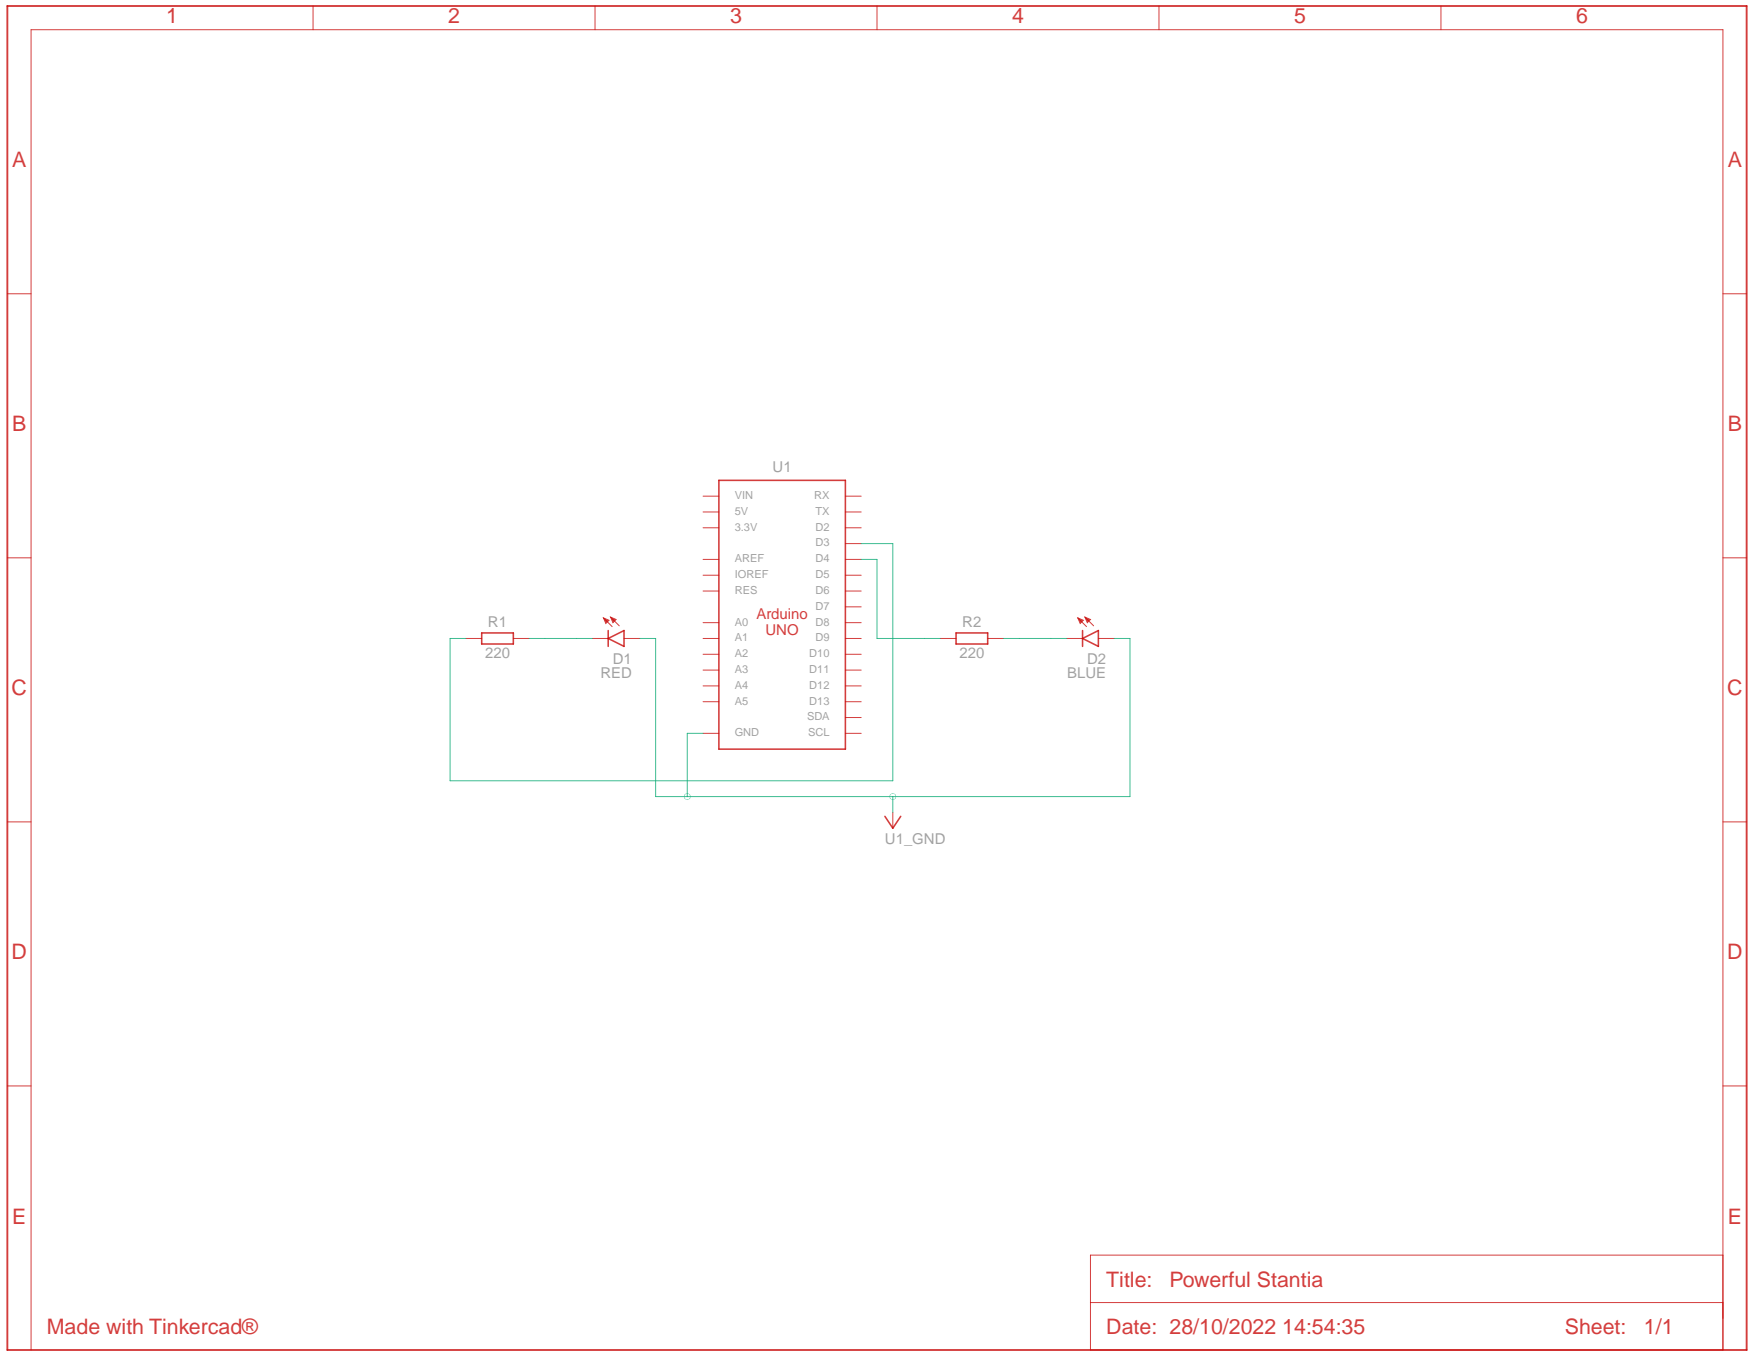 1 2 3 4 5 6
A A
B B
U1
VIN RX
5V TX
3.3V D2
D3
AREF D4
IOREF D5
RES D6
D7
Arduino
UNO
A0 D8
A1 D9
A2 D10
A3 D11
A4 D12
A5 D13
SDA
GND SCL
R1
220
D1
RED
R2
220
D2
BLUE
C C
U1_GND
D D
E E
Title: Powerful Stantia
Date: 28/10/2022 14:54:35 Sheet: 1/1
Made with Tinkercad®